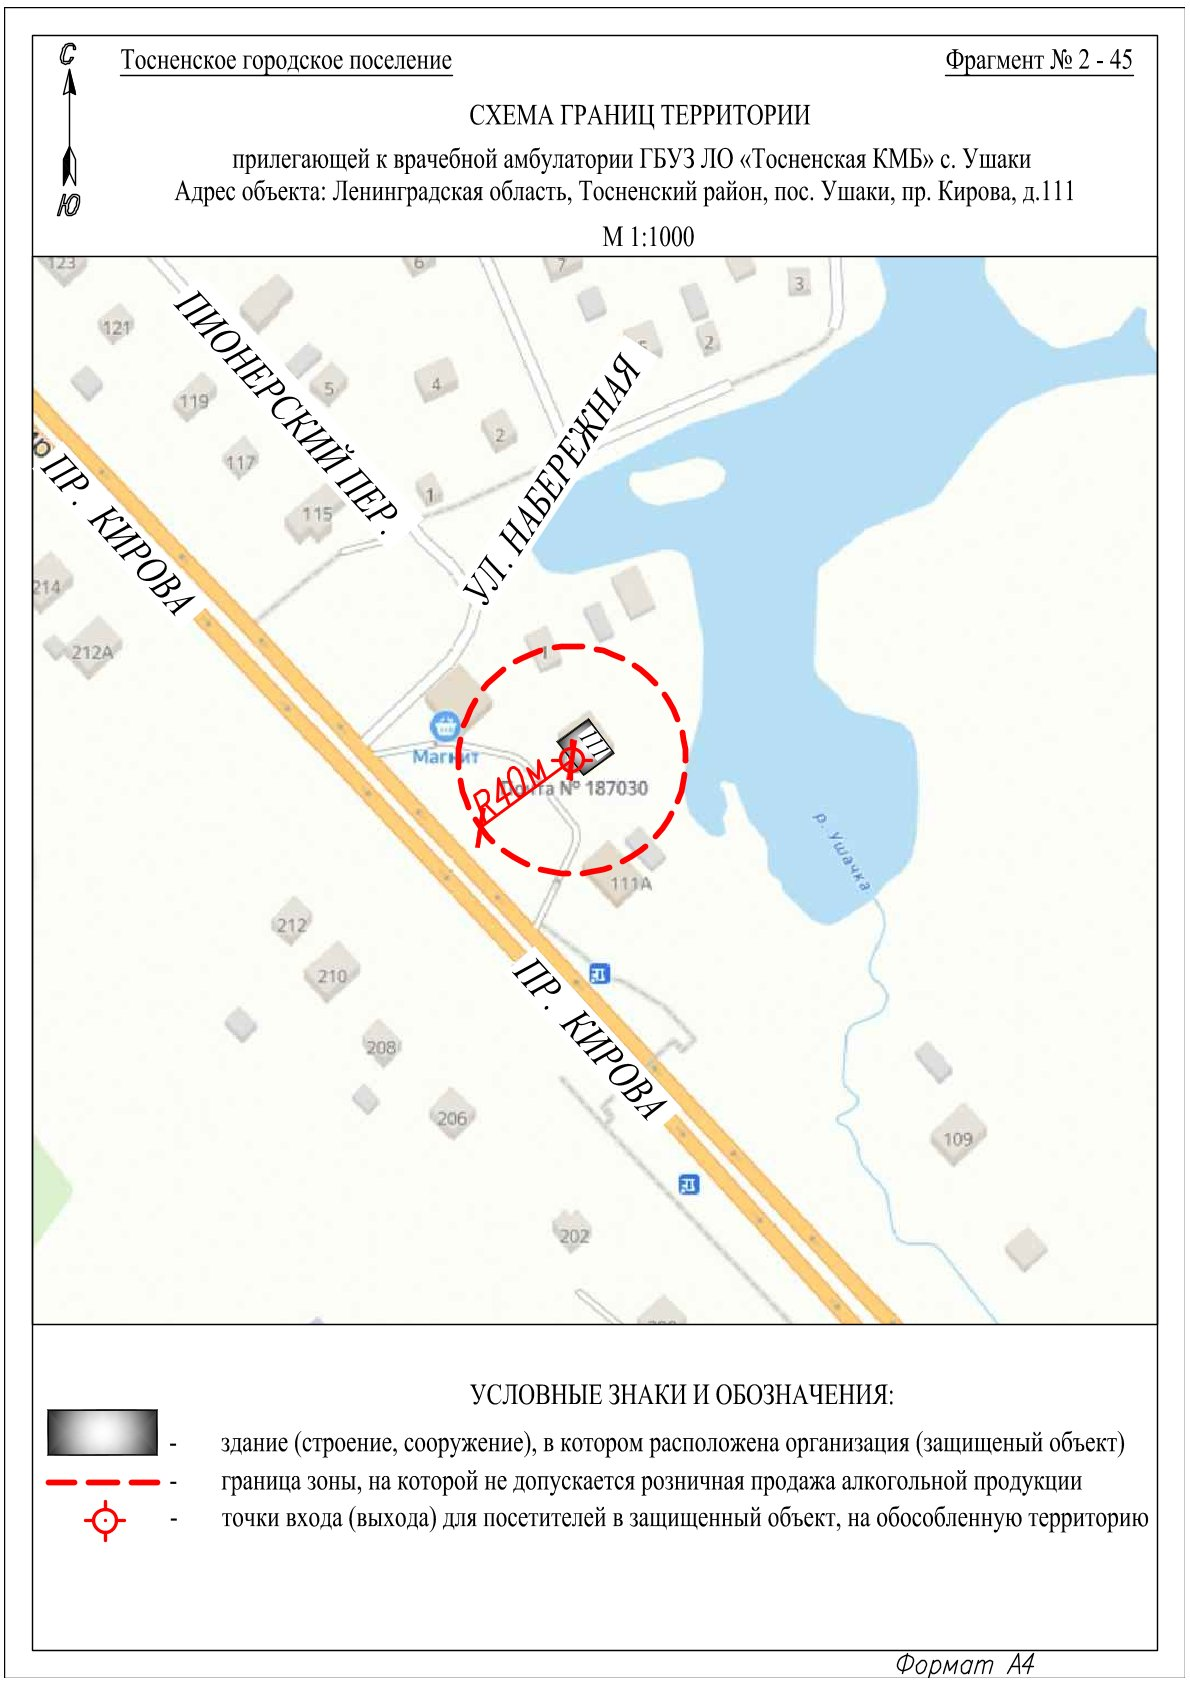 С
Ю
Тосненское городское поселение
Фрагмент № 2 - 45
СХЕМА ГРАНИЦ ТЕРРИТОРИИ
прилегающей к врачебной амбулатории ГБУЗ ЛО «Тосненская КМБ» с. Ушаки
Адрес объекта: Ленинградская область, Тосненский район, пос. Ушаки, пр. Кирова, д.111
М 1:1000
123
6
7
3
121
ПИОНЕРСКИЙ ПЕР.
5
2
119
5
4
УЛ. НАБЕРЕЖНАЯ
2
117
ПР. КИРОВА
1
115
214
212А
1
Магнит
111
R40м
№ 187030
111А
р. Ушачка
212
210
ПР. КИРОВА
208
206
109
202
УСЛОВНЫЕ ЗНАКИ И ОБОЗНАЧЕНИЯ:
- здание (строение, сооружение), в котором расположена организация (защищеный объект)
- граница зоны, на которой не допускается розничная продажа алкогольной продукции
- точки входа (выхода) для посетителей в защищенный объект, на обособленную территорию
Формат А4